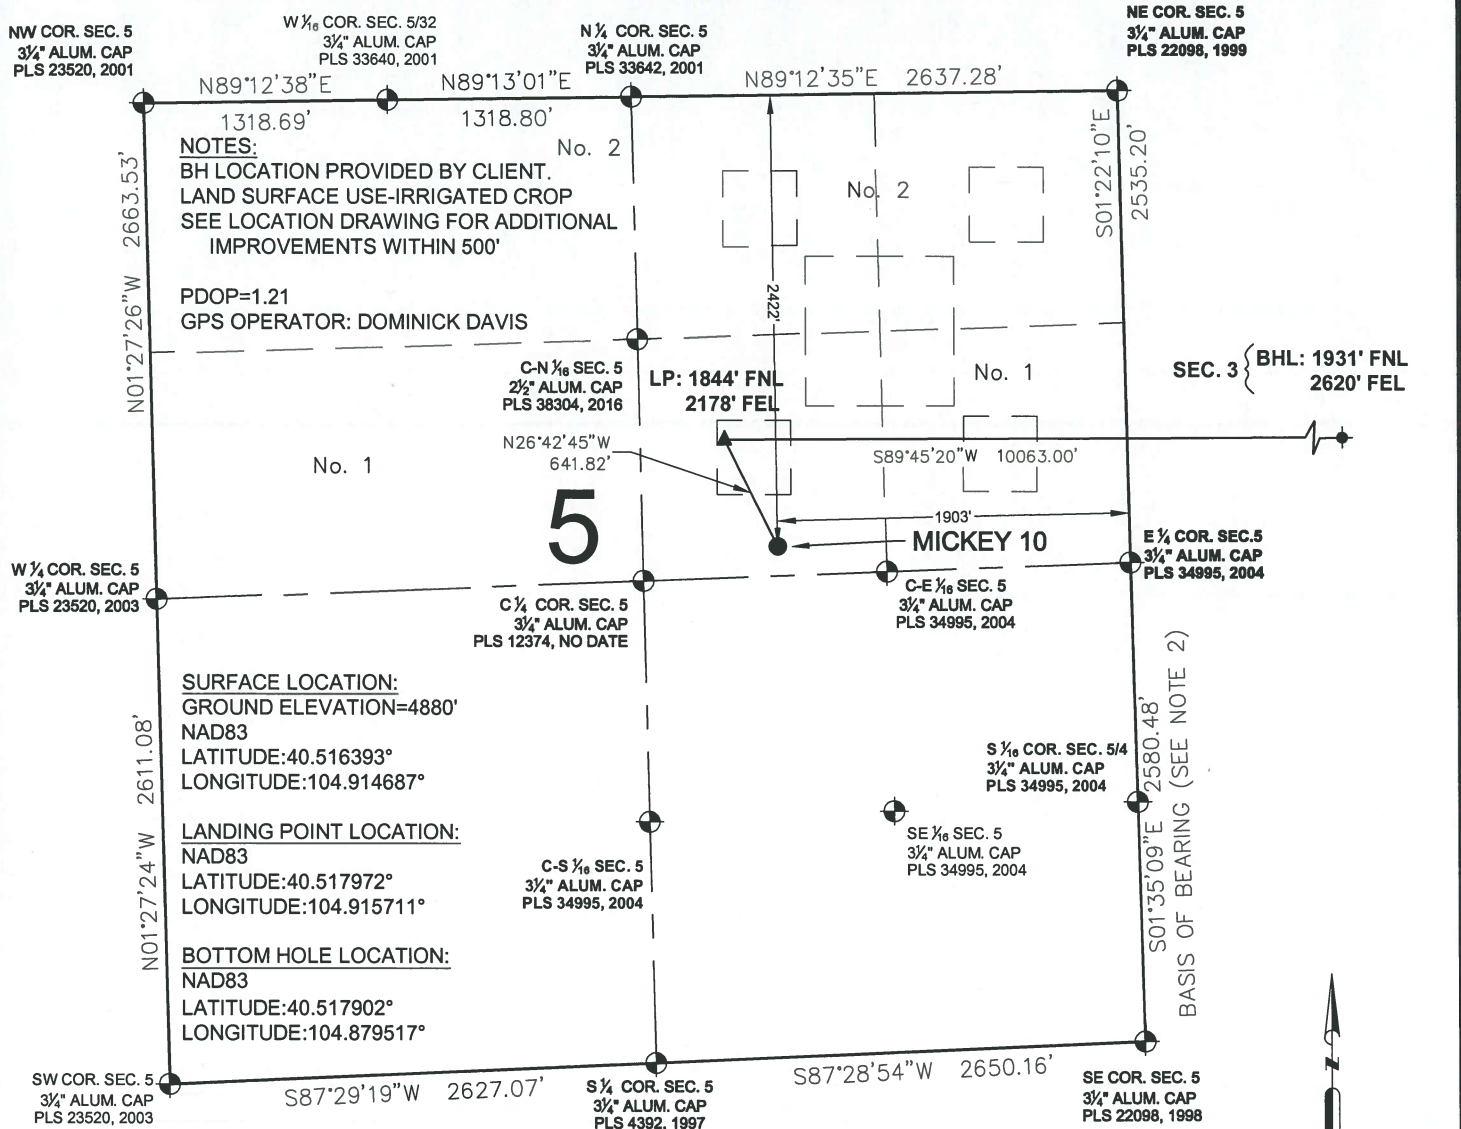 NW COR. SEC. 5
3¼" ALUM. CAP
PLS 23520, 2001
W 1/16 COR. SEC. 5/32
3¼" ALUM. CAP
PLS 33640, 2001
N ¼ COR. SEC. 5
3¼" ALUM. CAP
PLS 33642, 2001
NE COR. SEC. 5
3¼" ALUM. CAP
PLS 22098, 1999
N89°12'38"E
1318.69'
N89°13'01"E
1318.80'
N89°12'35"E 2637.28'
NOTES:
BH LOCATION PROVIDED BY CLIENT.
LAND SURFACE USE-IRRIGATED CROP
SEE LOCATION DRAWING FOR ADDITIONAL
IMPROVEMENTS WITHIN 500'
PDOP=1.21
GPS OPERATOR: DOMINICK DAVIS
No. 2
No. 2
N01°27'26"W 2663.53'
S01°22'10"E
2535.20'
2422'
C-N 1/16 SEC. 5
2½" ALUM. CAP
PLS 38304, 2016
LP: 1844' FNL
2178' FEL
No. 1
SEC. 3 { BHL: 1931' FNL
2620' FEL
N26°42'45"W
641.82'
S89°45'20"W 10063.00'
No. 1
5
1903'
MICKEY 10
W ¼ COR. SEC. 5
3¼" ALUM. CAP
PLS 23520, 2003
C ¼ COR. SEC. 5
3¼" ALUM. CAP
PLS 12374, NO DATE
C-E 1/16 SEC. 5
3¼" ALUM. CAP
PLS 34995, 2004
E ¼ COR. SEC.5
3¼" ALUM. CAP
PLS 34995, 2004
SURFACE LOCATION:
GROUND ELEVATION=4880'
NAD83
LATITUDE:40.516393°
LONGITUDE:104.914687°
LANDING POINT LOCATION:
NAD83
LATITUDE:40.517972°
LONGITUDE:104.915711°
BOTTOM HOLE LOCATION:
NAD83
LATITUDE:40.517902°
LONGITUDE:104.879517°
N01°27'24"W 2611.08'
C-S 1/16 SEC. 5
3¼" ALUM. CAP
PLS 34995, 2004
S 1/16 COR. SEC. 5/4
3¼" ALUM. CAP
PLS 34995, 2004
SE 1/16 SEC. 5
3¼" ALUM. CAP
PLS 34995, 2004
S01°35'09"E 2580.48'
BASIS OF BEARING (SEE NOTE 2)
SW COR. SEC. 5
3¼" ALUM. CAP
PLS 23520, 2003
S87°29'19"W 2627.07'
S ¼ COR. SEC. 5
3¼" ALUM. CAP
PLS 4392, 1997
S87°28'54"W 2650.16'
SE COR. SEC. 5
3¼" ALUM. CAP
PLS 22098, 1998
N